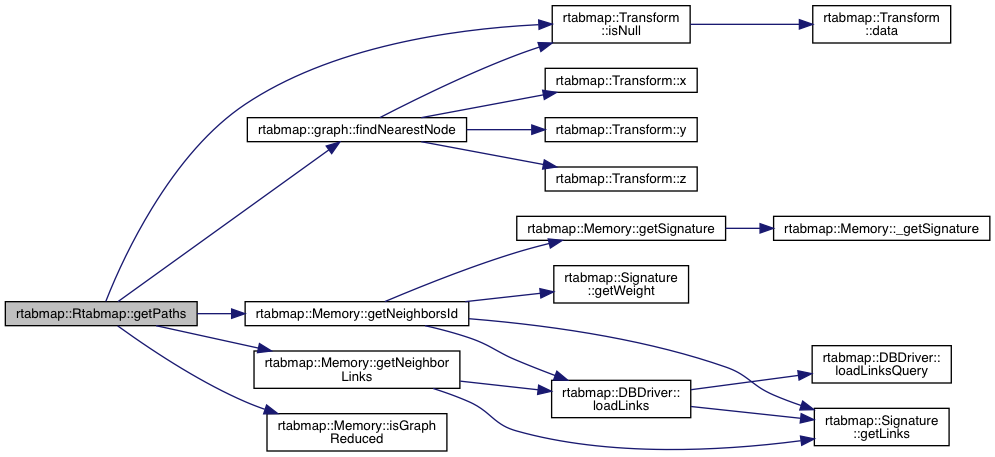 rtabmap::Transform
::isNull
rtabmap::Transform
::data
rtabmap::Transform::x
rtabmap::graph::findNearestNode
rtabmap::Transform::y
rtabmap::Transform::z
rtabmap::Memory::getSignature
rtabmap::Memory::_getSignature
rtabmap::Signature
::getWeight
rtabmap::Rtabmap::getPaths
rtabmap::Memory::getNeighborsId
rtabmap::Memory::getNeighbor
Links
rtabmap::DBDriver::
loadLinksQuery
rtabmap::DBDriver::
loadLinks
rtabmap::Memory::isGraph
Reduced
rtabmap::Signature
::getLinks